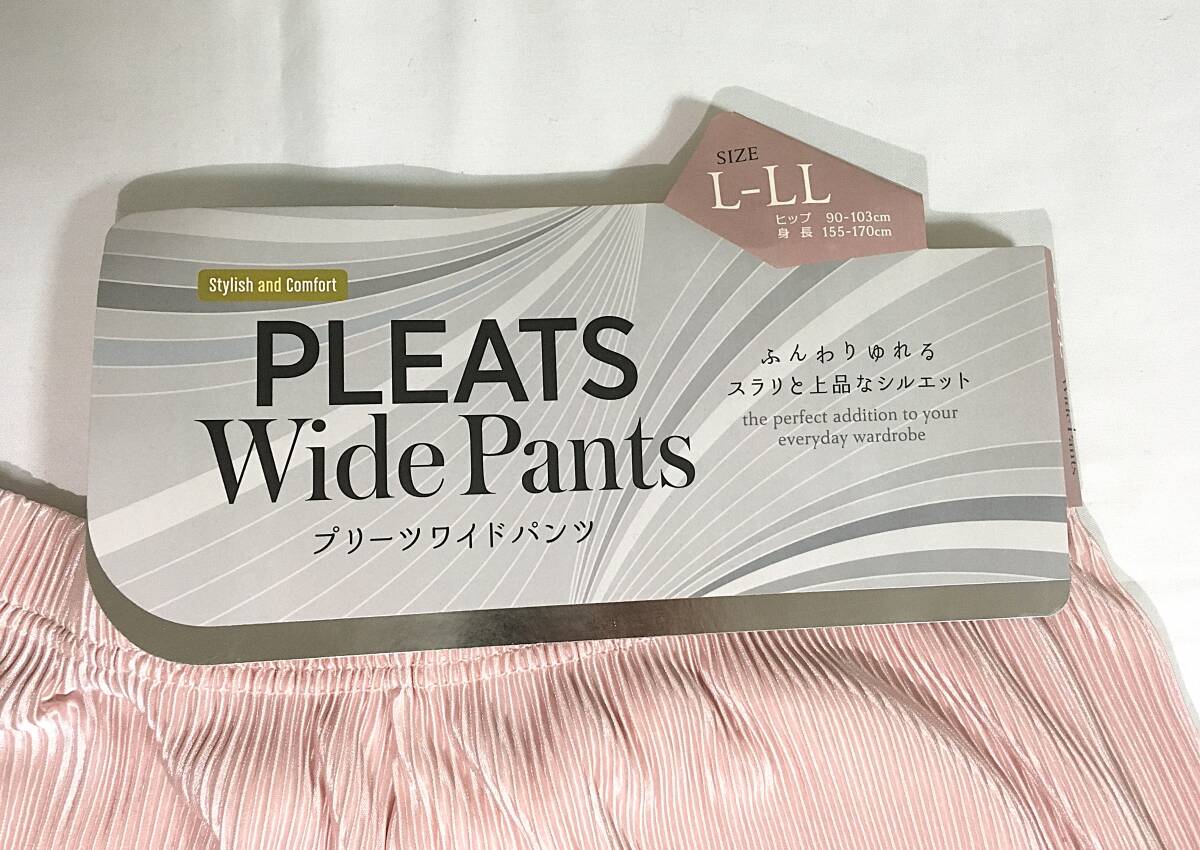 SIZE
L-LL
ヒップ 90-103cm
身長 155-170cm
Stylish and Comfort
PLEATS
Wide Pants
プリーツワイドパンツ
ふんわりゆれる
スラリと上品なシルエット
the perfect addition to your
everyday wardrobe